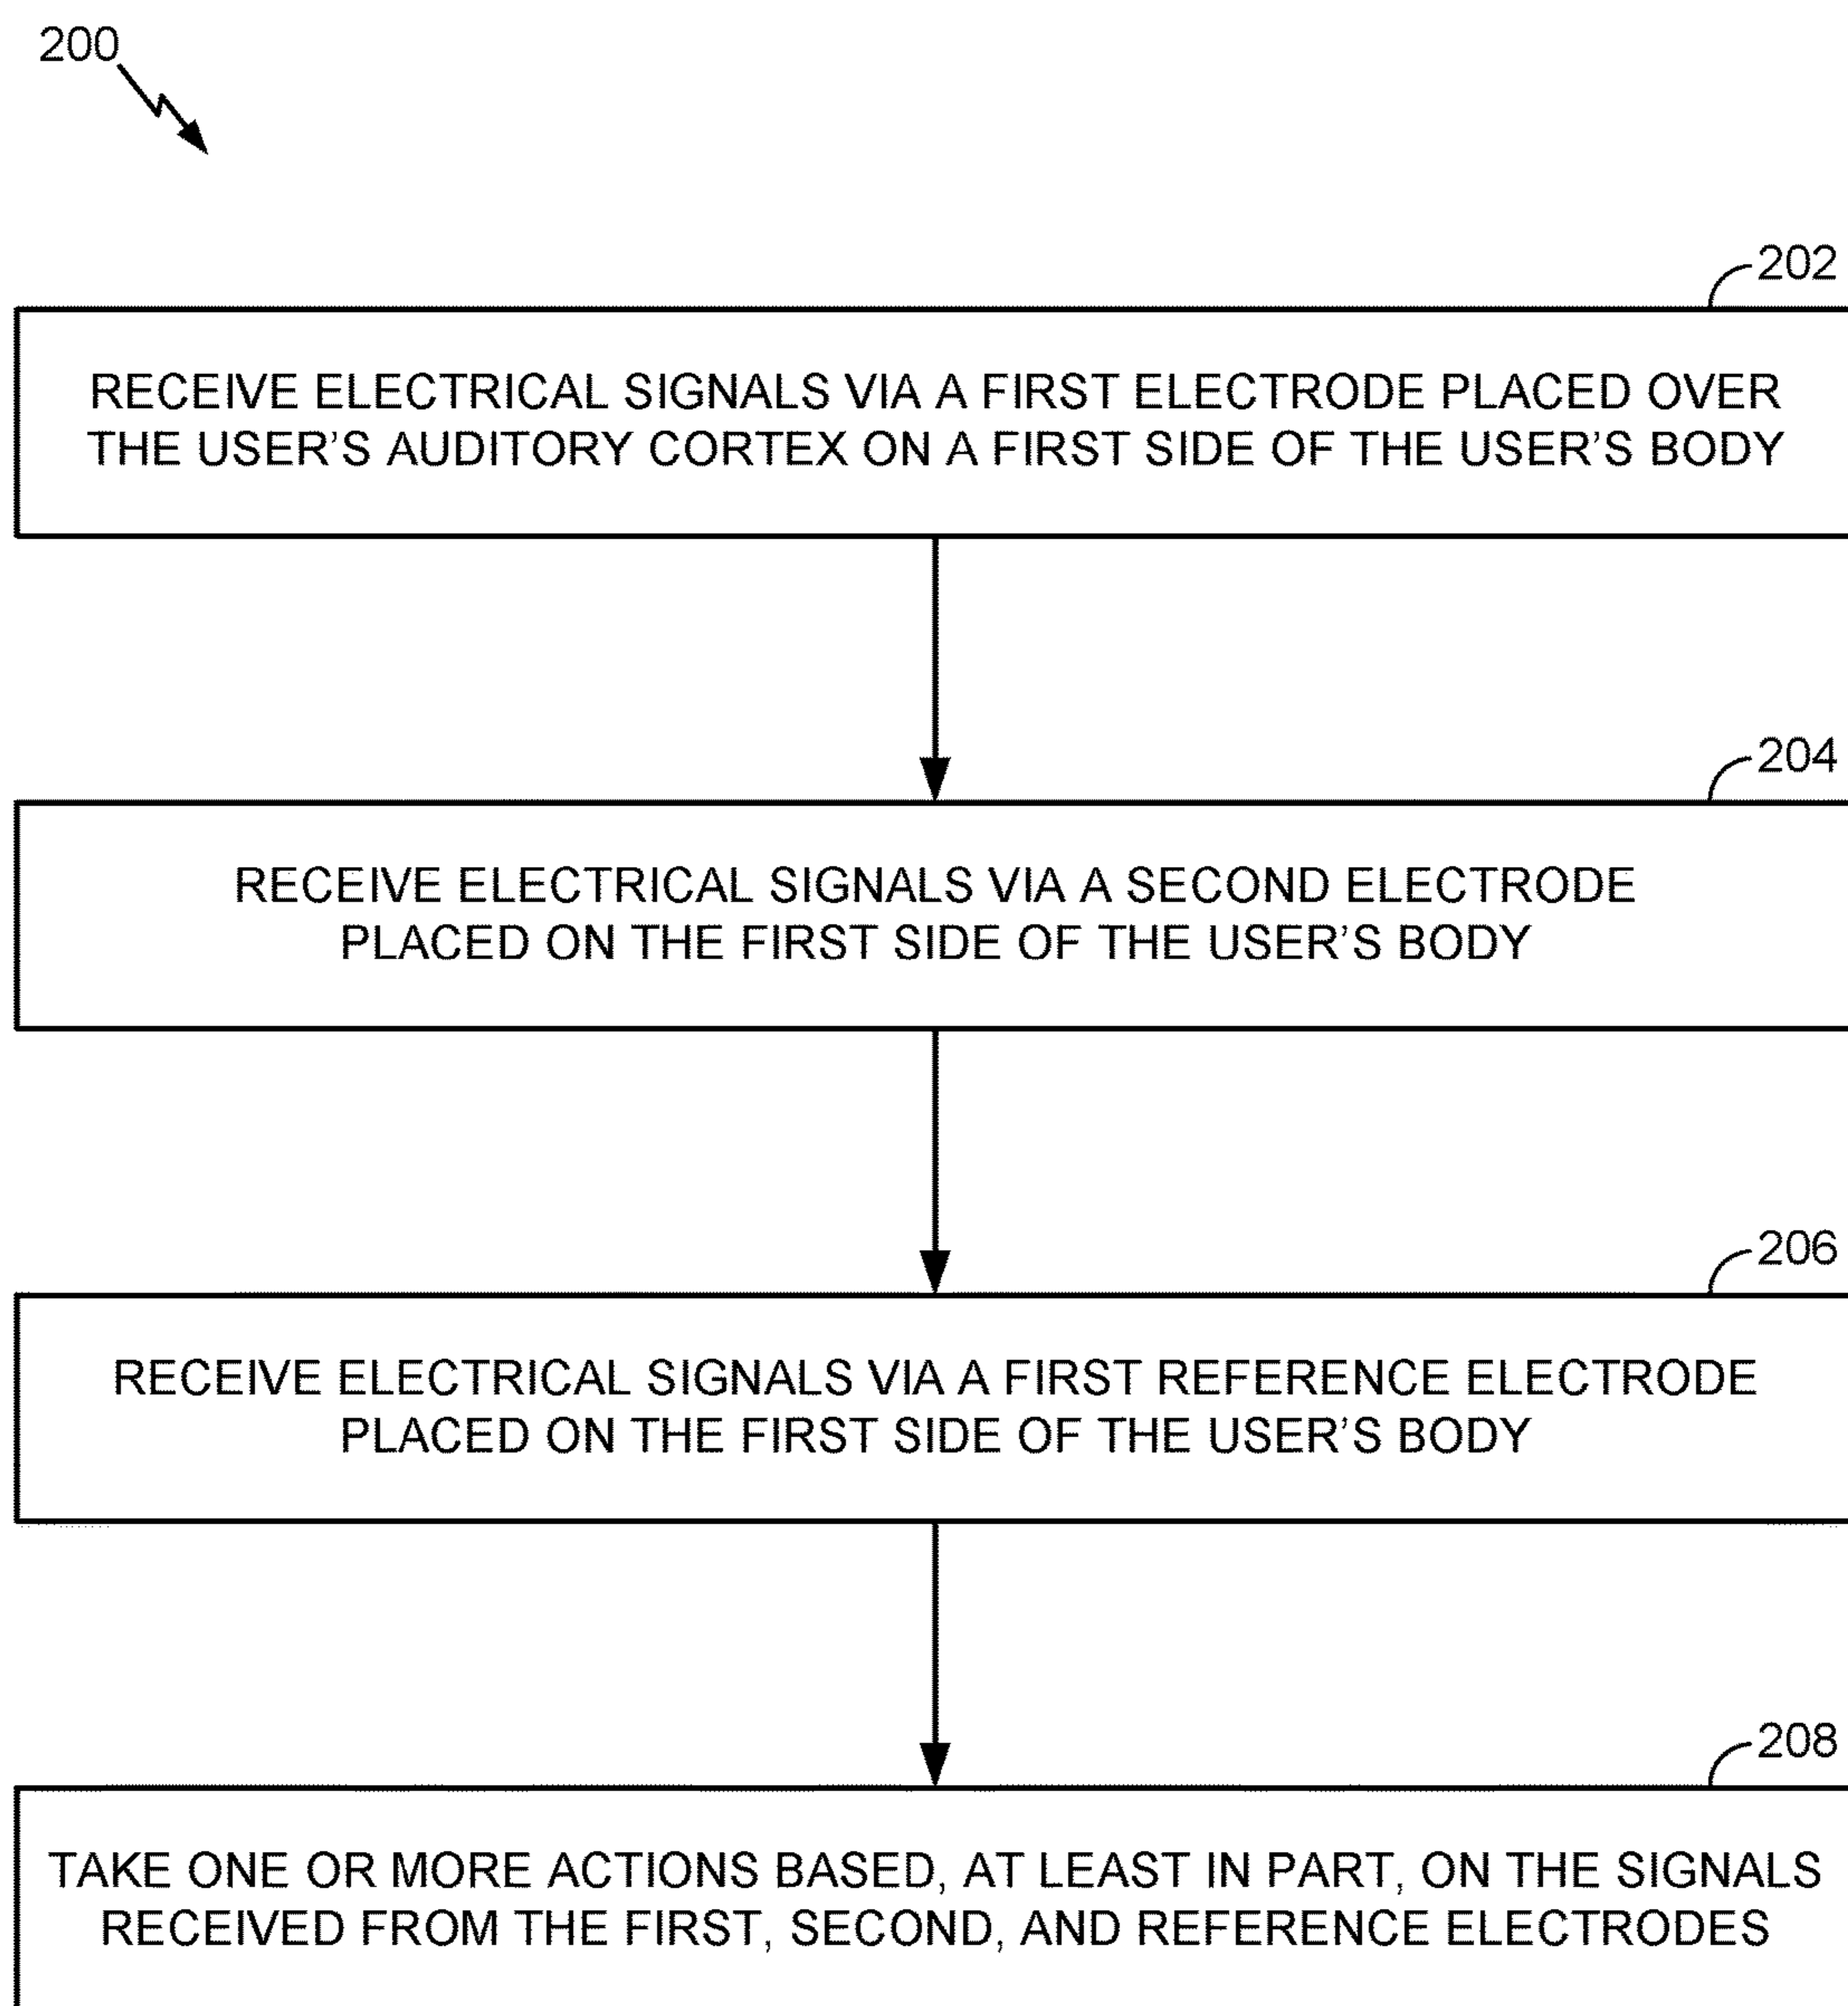 200
202
RECEIVE ELECTRICAL SIGNALS VIA A FIRST ELECTRODE PLACED OVER
THE USER'S AUDITORY CORTEX ON A FIRST SIDE OF THE USER'S BODY
204
RECEIVE ELECTRICAL SIGNALS VIA A SECOND ELECTRODE
PLACED ON THE FIRST SIDE OF THE USER'S BODY
206
RECEIVE ELECTRICAL SIGNALS VIA A FIRST REFERENCE ELECTRODE
PLACED ON THE FIRST SIDE OF THE USER'S BODY
208
TAKE ONE OR MORE ACTIONS BASED, AT LEAST IN PART, ON THE SIGNALS
RECEIVED FROM THE FIRST, SECOND, AND REFERENCE ELECTRODES